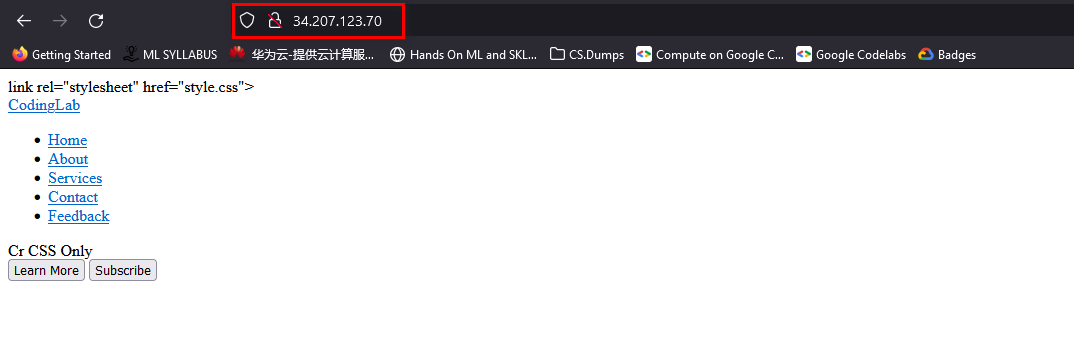 34.207.123.70
Getting Started ML SYLLABUS 华为云-提供云计算服... Hands On ML and SKL... CS.Dumps Compute on Google C... Google Codelabs Badges
link rel="stylesheet" href="style.css">
CodingLab
Home
About
Services
Contact
Feedback
Cr CSS Only
Learn More Subscribe